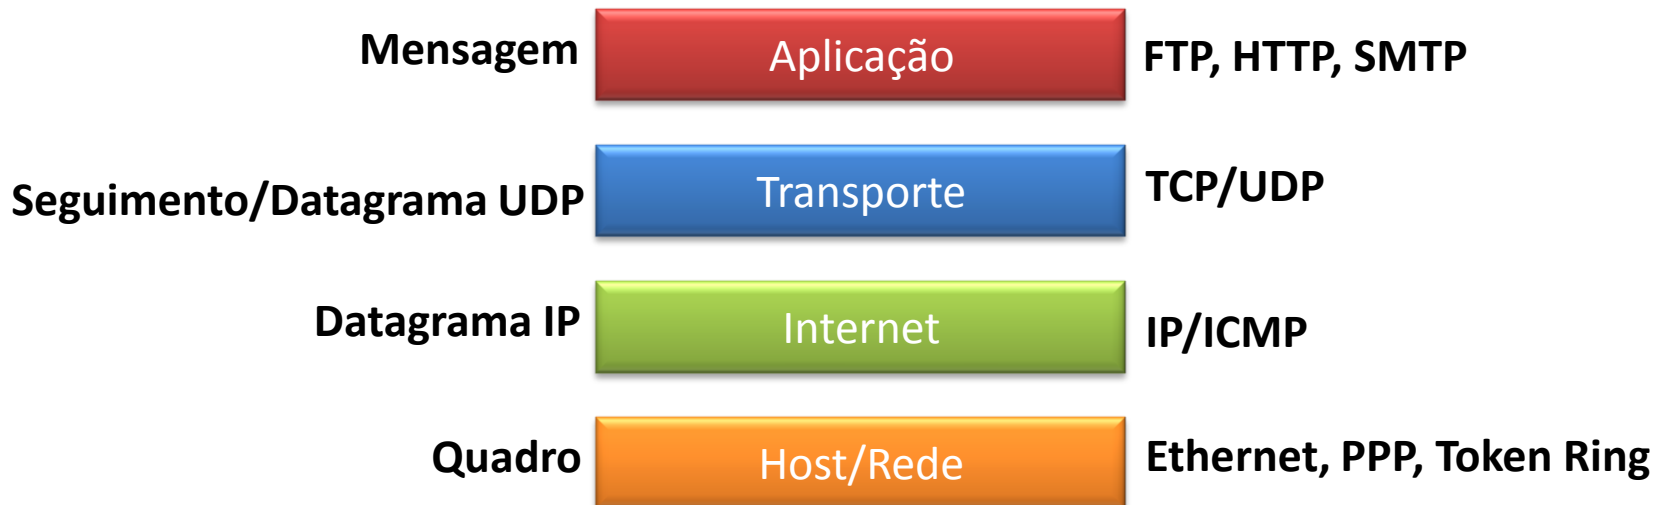 Mensagem Aplicação FTP, HTTP, SMTP
Seguimento/Datagrama UDP Transporte TCP/UDP
Datagrama IP Internet IP/ICMP
Quadro Host/Rede Ethernet, PPP, Token Ring